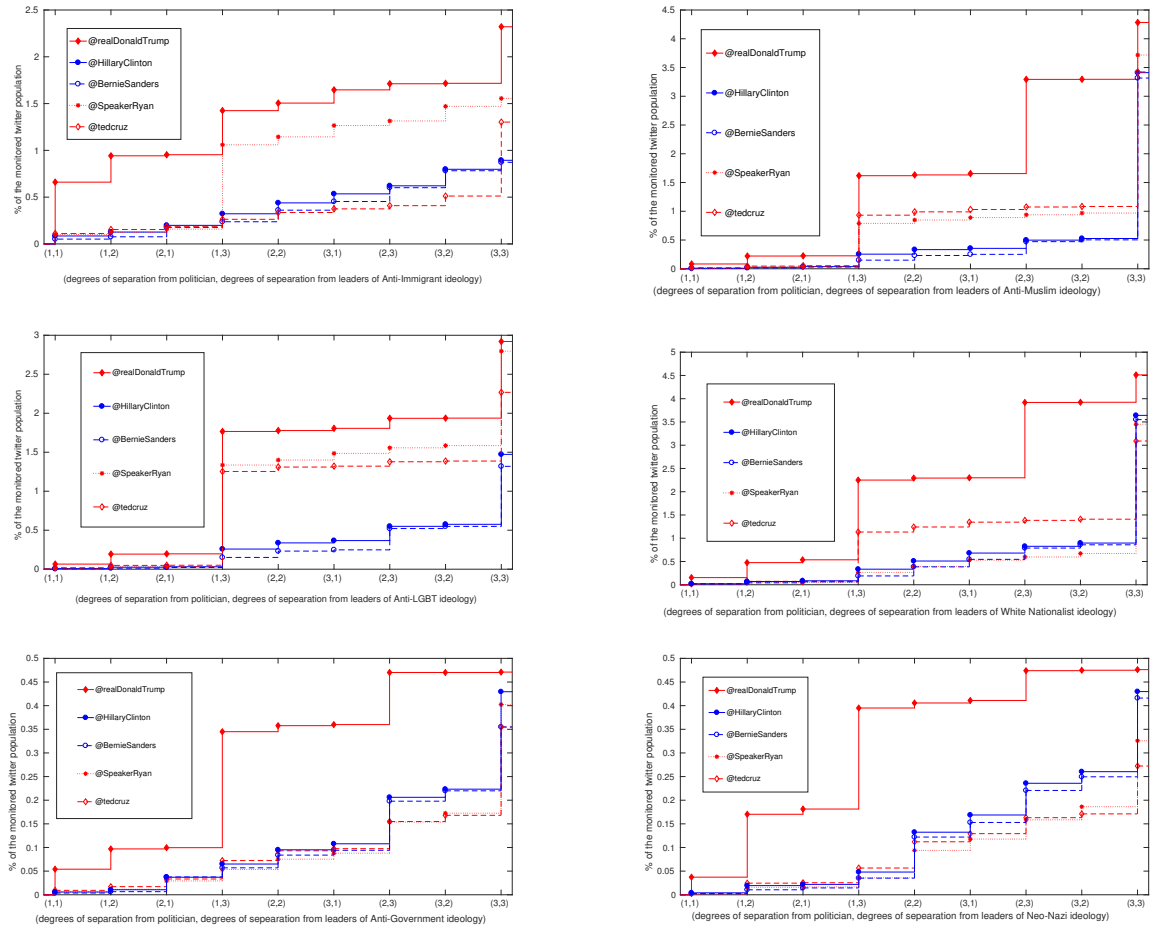 % of the monitored twitter population
2.5
2
1.5
1
0.5
0
@realDonaldTrump
@HillaryClinton
@BernieSanders
@SpeakerRyan
@tedcruz
(1,1) (1,2) (2,1) (1,3) (2,2) (3,1) (2,3) (3,2) (3,3)
(degrees of separation from politician, degrees of sepearation from leaders of Anti-Immigrant ideology)
% of the monitored twitter population
4.5
4
3.5
3
2.5
2
1.5
1
0.5
0
@realDonaldTrump
@HillaryClinton
@BernieSanders
@SpeakerRyan
@tedcruz
(1,1) (1,2) (2,1) (1,3) (2,2) (3,1) (2,3) (3,2) (3,3)
(degrees of separation from politician, degrees of sepearation from leaders of Anti-Muslim ideology)
% of the monitored twitter population
3
2.5
2
1.5
1
0.5
0
@realDonaldTrump
@HillaryClinton
@BernieSanders
@SpeakerRyan
@tedcruz
(1,1) (1,2) (2,1) (1,3) (2,2) (3,1) (2,3) (3,2) (3,3)
(degrees of separation from politician, degrees of sepearation from leaders of Anti-LGBT ideology)
% of the monitored twitter population
5
4.5
4
3.5
3
2.5
2
1.5
1
0.5
0
@realDonaldTrump
@HillaryClinton
@BernieSanders
@SpeakerRyan
@tedcruz
(1,1) (1,2) (2,1) (1,3) (2,2) (3,1) (2,3) (3,2) (3,3)
(degrees of separation from politician, degrees of sepearation from leaders of White Nationalist ideology)
% of the monitored twitter population
0.5
0.45
0.4
0.35
0.3
0.25
0.2
0.15
0.1
0.05
0
@realDonaldTrump
@HillaryClinton
@BernieSanders
@SpeakerRyan
@tedcruz
(1,1) (1,2) (2,1) (1,3) (2,2) (3,1) (2,3) (3,2) (3,3)
(degrees of separation from politician, degrees of sepearation from leaders of Anti-Government ideology)
% of the monitored twitter population
0.5
0.45
0.4
0.35
0.3
0.25
0.2
0.15
0.1
0.05
0
@realDonaldTrump
@HillaryClinton
@BernieSanders
@SpeakerRyan
@tedcruz
(1,1) (1,2) (2,1) (1,3) (2,2) (3,1) (2,3) (3,2) (3,3)
(degrees of separation from politician, degrees of sepearation from leaders of Neo-Nazi ideology)